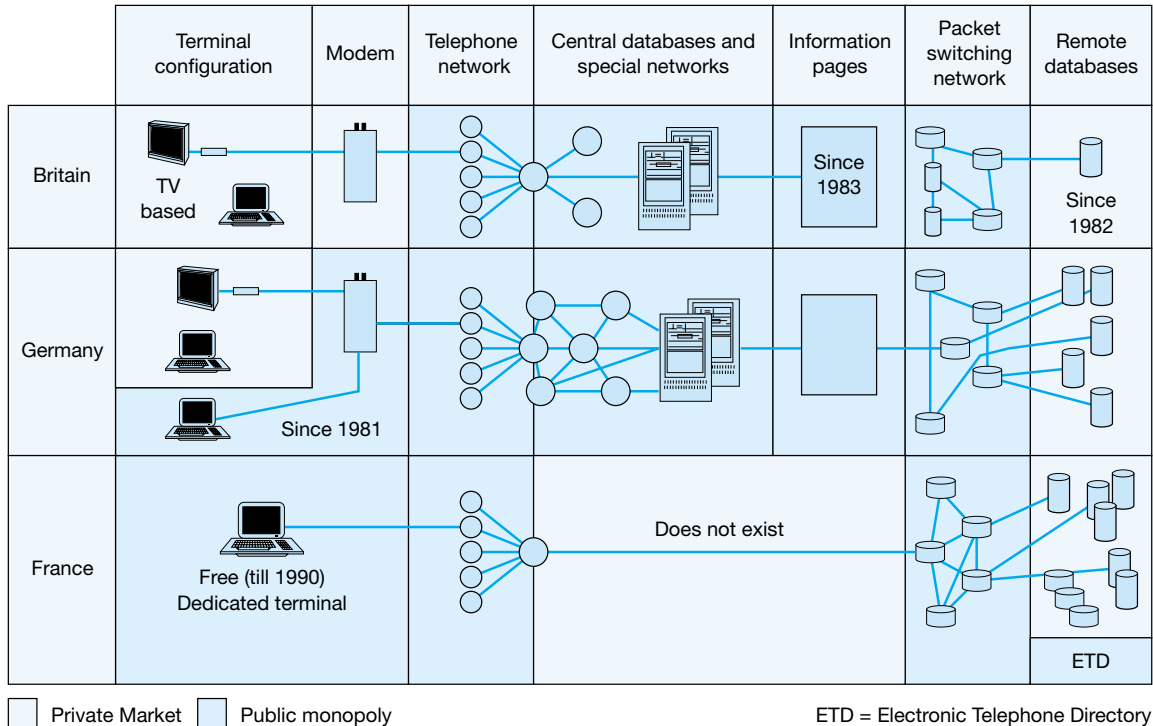 Terminal
configuration
Modem
Telephone
network
Central databases and
special networks
Information
pages
Packet
switching
network
Remote
databases
Britain
TV
based
Since
1983
Since
1982
Germany
Since 1981
France
Free (till 1990)
Dedicated terminal
Does not exist
ETD
Private Market
Public monopoly
ETD = Electronic Telephone Directory